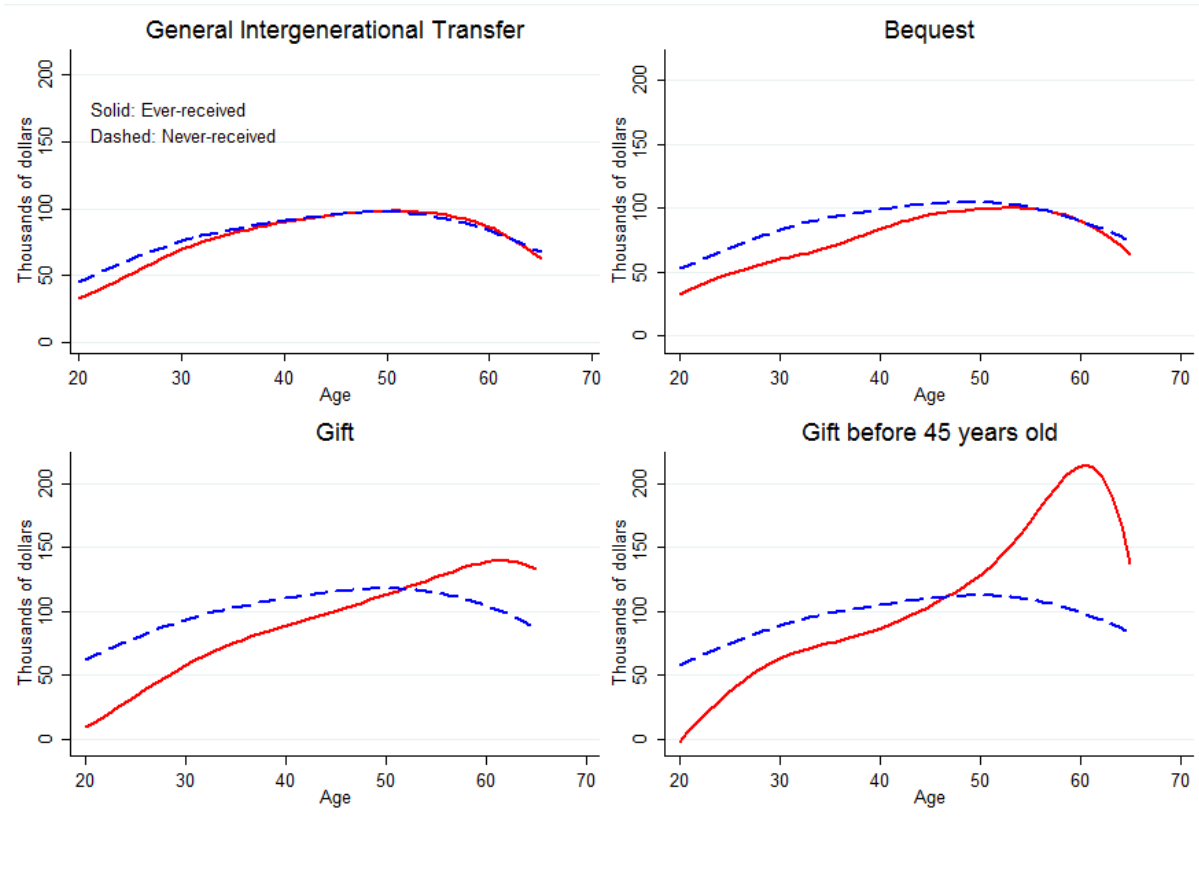 General Intergenerational Transfer
Thousands of dollars
200
150
100
50
0
Solid: Ever-received
Dashed: Never-received
20 30 40 50 60 70
Age
Bequest
Thousands of dollars
200
150
100
50
0
20 30 40 50 60 70
Age
Gift
Thousands of dollars
200
150
100
50
0
20 30 40 50 60 70
Age
Gift before 45 years old
Thousands of dollars
200
150
100
50
0
20 30 40 50 60 70
Age